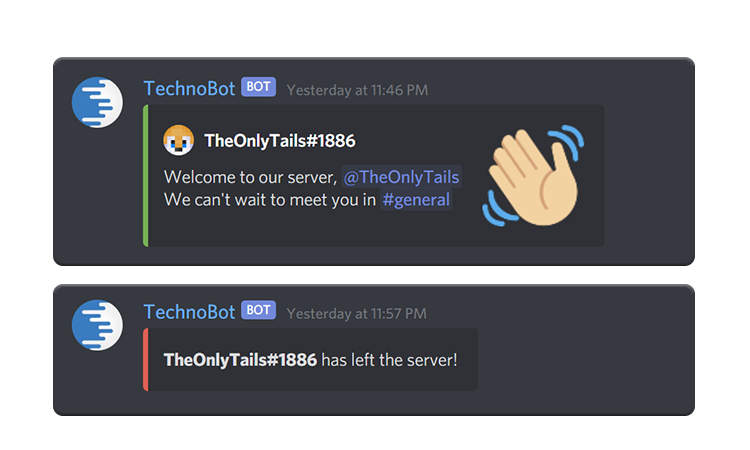 TechnoBot BOT Yesterday at 11:46 PM
TheOnlyTails#1886
Welcome to our server, @TheOnlyTails
We can't wait to meet you in #general
TechnoBot BOT Yesterday at 11:57 PM
TheOnlyTails#1886 has left the server!